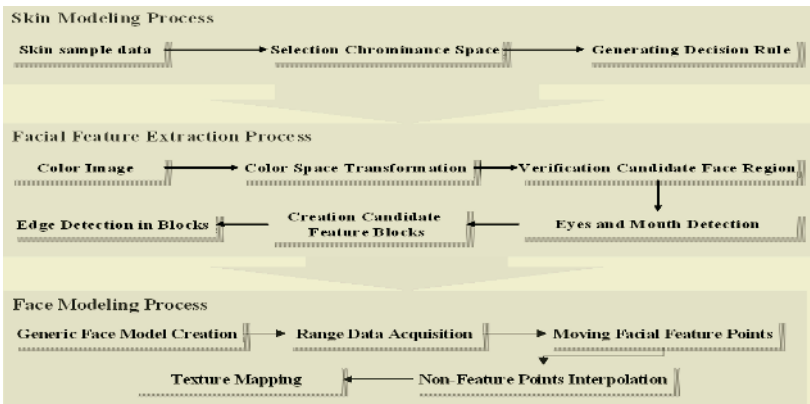 Skin Modeling Process
Skin sample data
Selection Chrominance Space
Generating Decision Rule
Facial Feature Extraction Process
Color Image
Color Space Transformation
Verification Candidate Face Region
Eyes and Mouth Detection
Creation Candidate
Feature Blocks
Edge Detection in Blocks
Face Modeling Process
Generic Face Model Creation
Range Data Acquisition
Moving Facial Feature Points
Non-Feature Points Interpolation
Texture Mapping